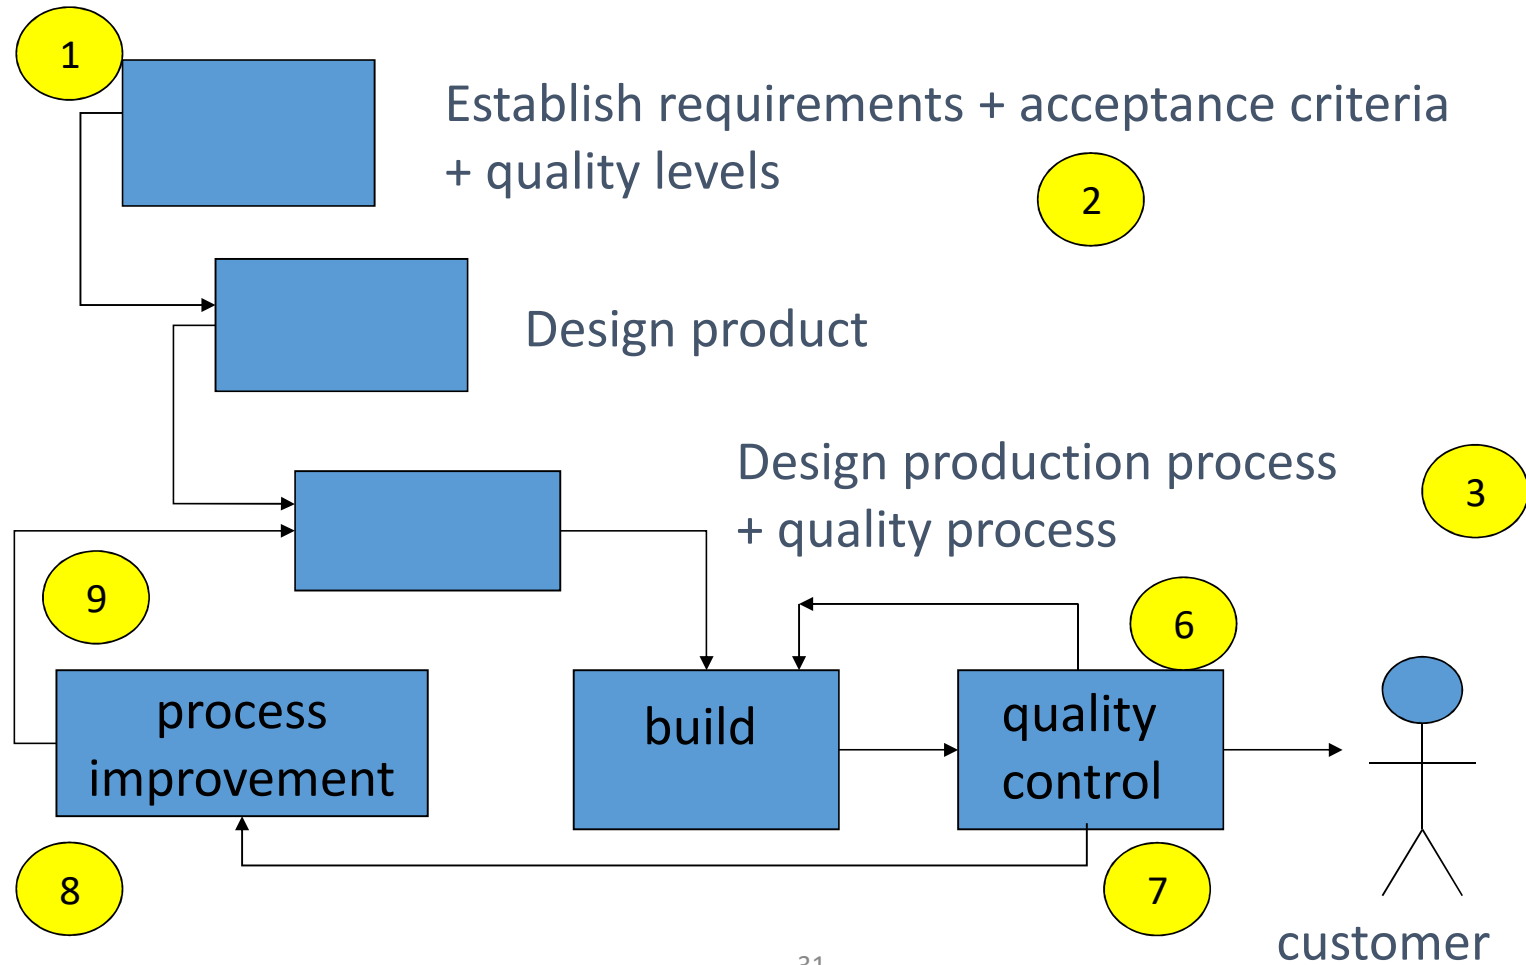 1
Establish requirements + acceptance criteria
+ quality levels
2
Design product
Design production process
+ quality process
3
9
6
process
improvement
build
quality
control
8
7
customer
31